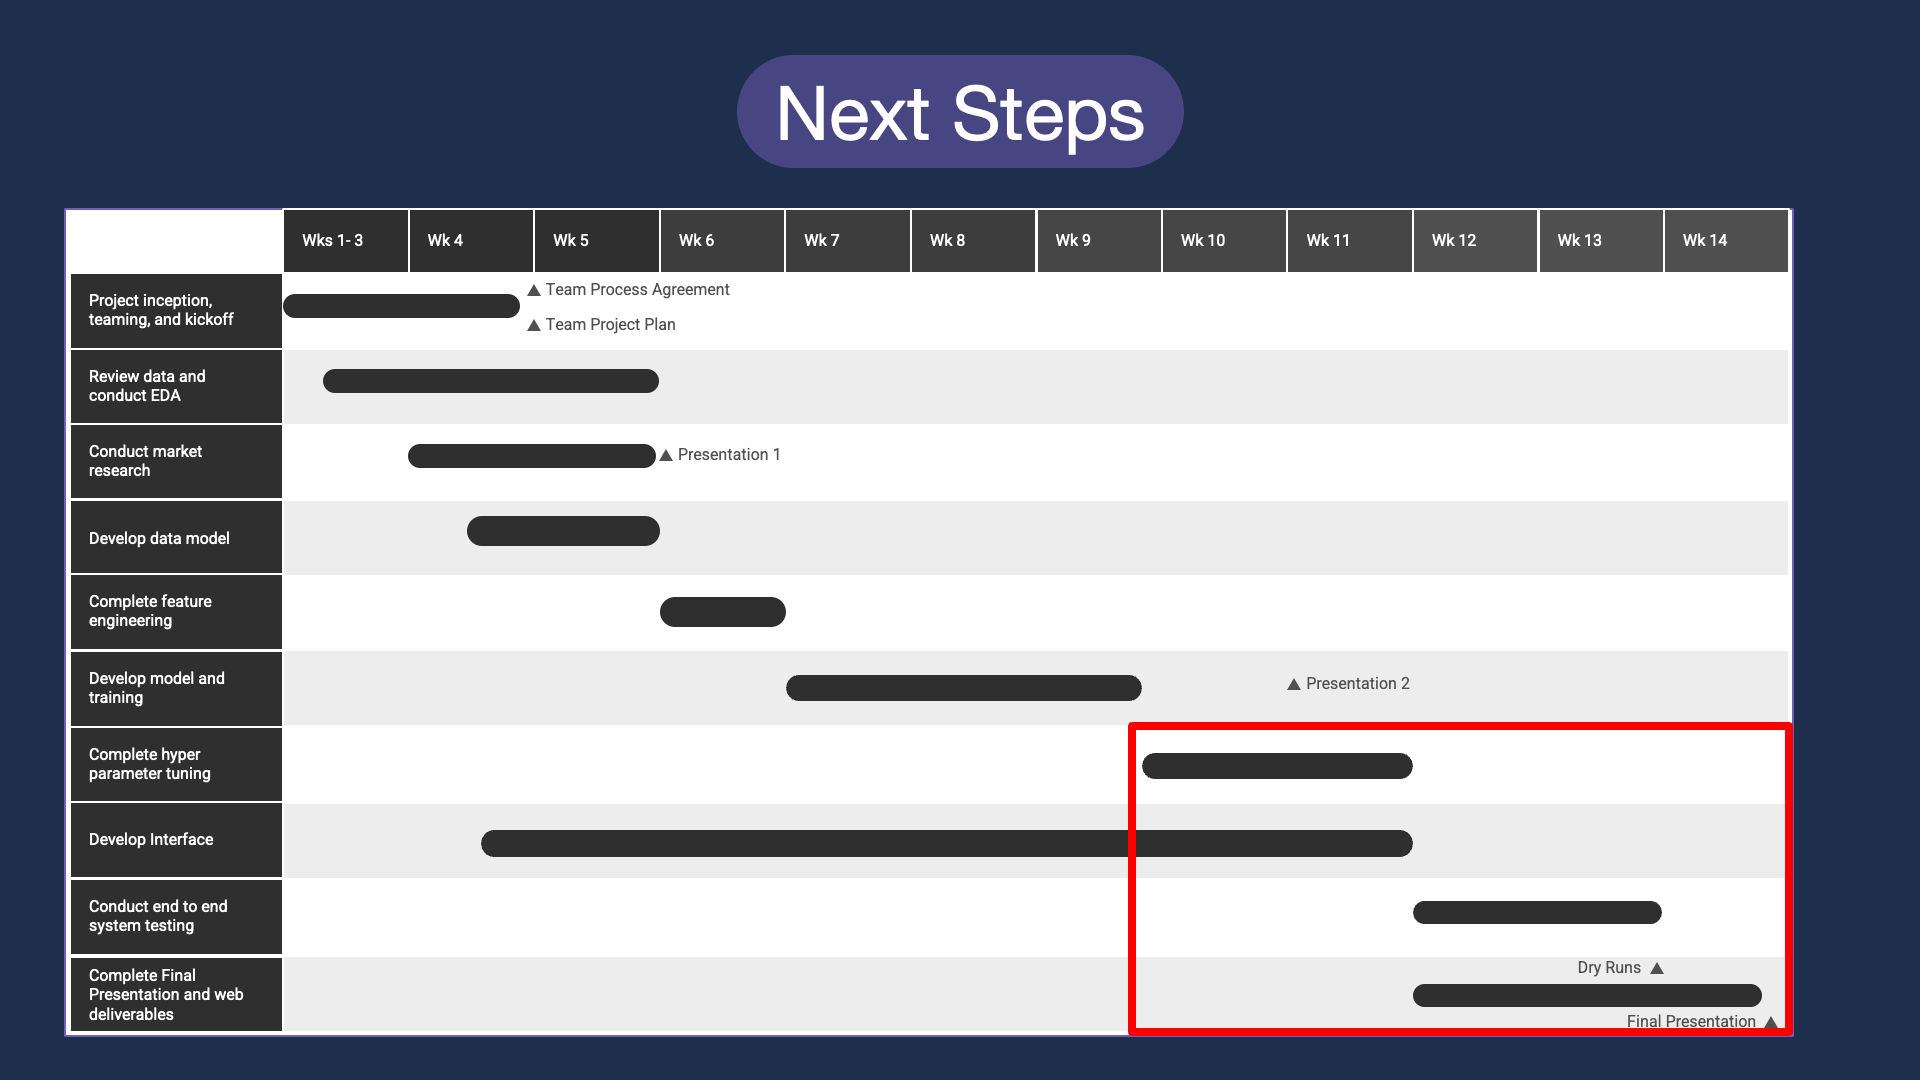 Next Steps
Wks 1- 3
Wk 4
Wk 5
Wk 6
Wk 7
Wk 8
Wk 9
Wk 10
Wk 11
Wk 12
Wk 13
Wk 14
Project inception,
teaming, and kickoff
Team Process Agreement
Team Project Plan
Review data and
conduct EDA
Conduct market
research
Presentation 1
Develop data model
Complete feature
engineering
Develop model and
training
Presentation 2
Complete hyper
parameter tuning
Develop Interface
Conduct end to end
system testing
Complete Final
Presentation and web
deliverables
Dry Runs
Final Presentation